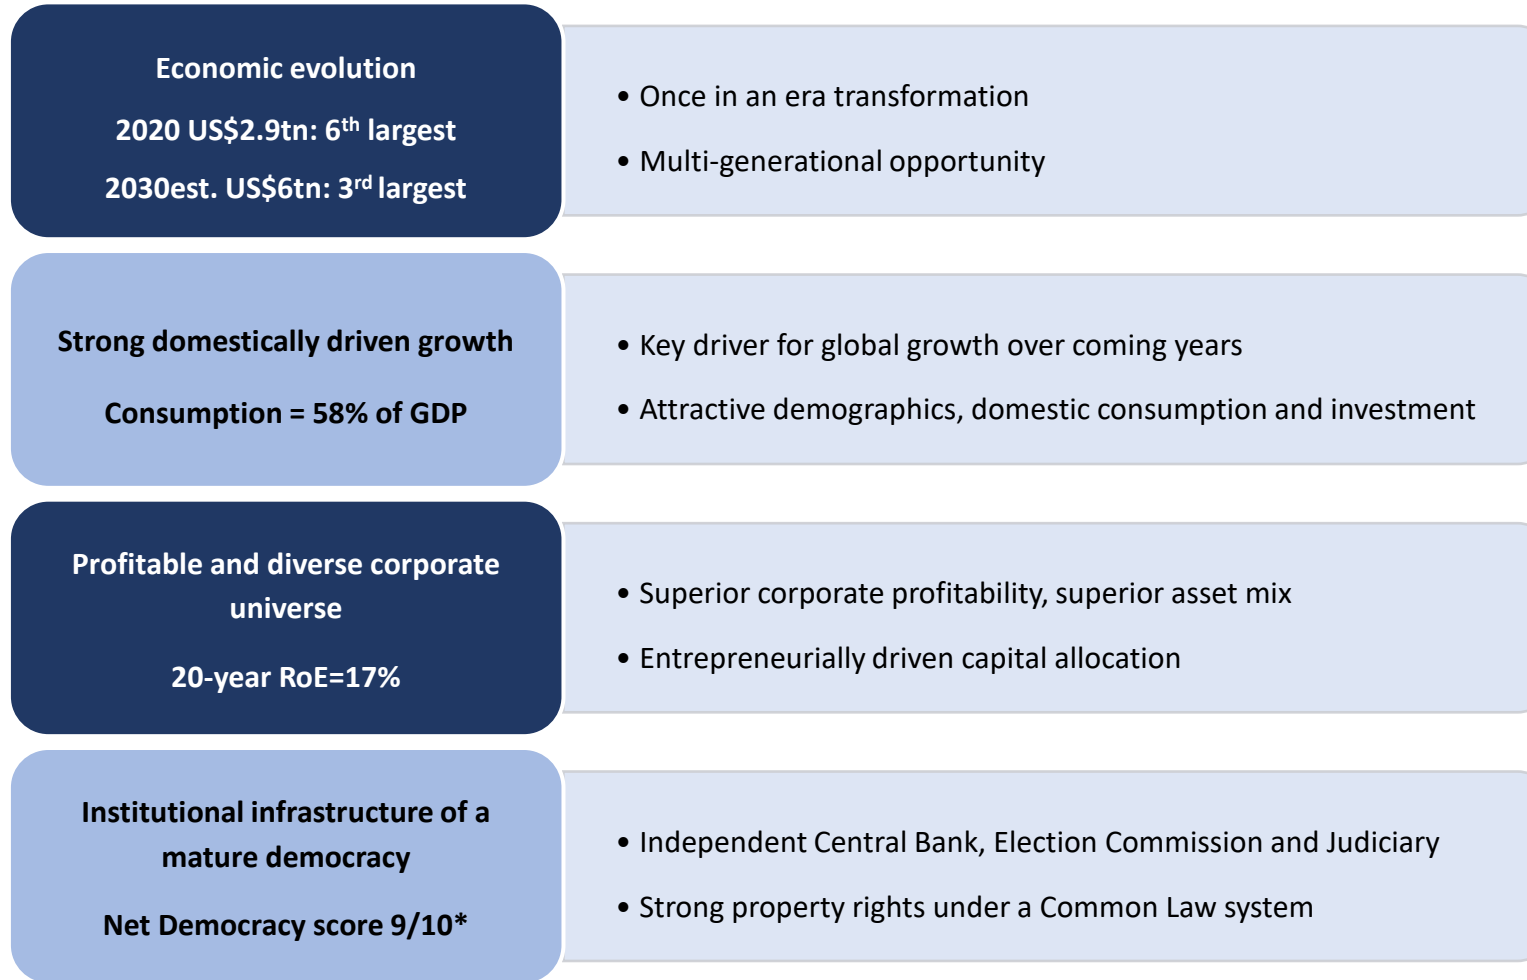 Economic evolution
2020 US$2.9tn: 6th largest
2030est. US$6tn: 3rd largest
• Once in an era transformation
• Multi-generational opportunity
Strong domestically driven growth
Consumption = 58% of GDP
• Key driver for global growth over coming years
• Attractive demographics, domestic consumption and investment
Profitable and diverse corporate
universe
20-year RoE=17%
• Superior corporate profitability, superior asset mix
• Entrepreneurially driven capital allocation
Institutional infrastructure of a
mature democracy
Net Democracy score 9/10*
• Independent Central Bank, Election Commission and Judiciary
• Strong property rights under a Common Law system